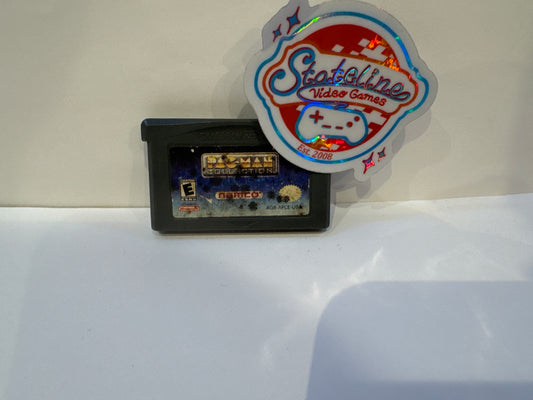 Stateline
Video Games
Est. 2008
PAC-MAN
COLLECTION
E
namco